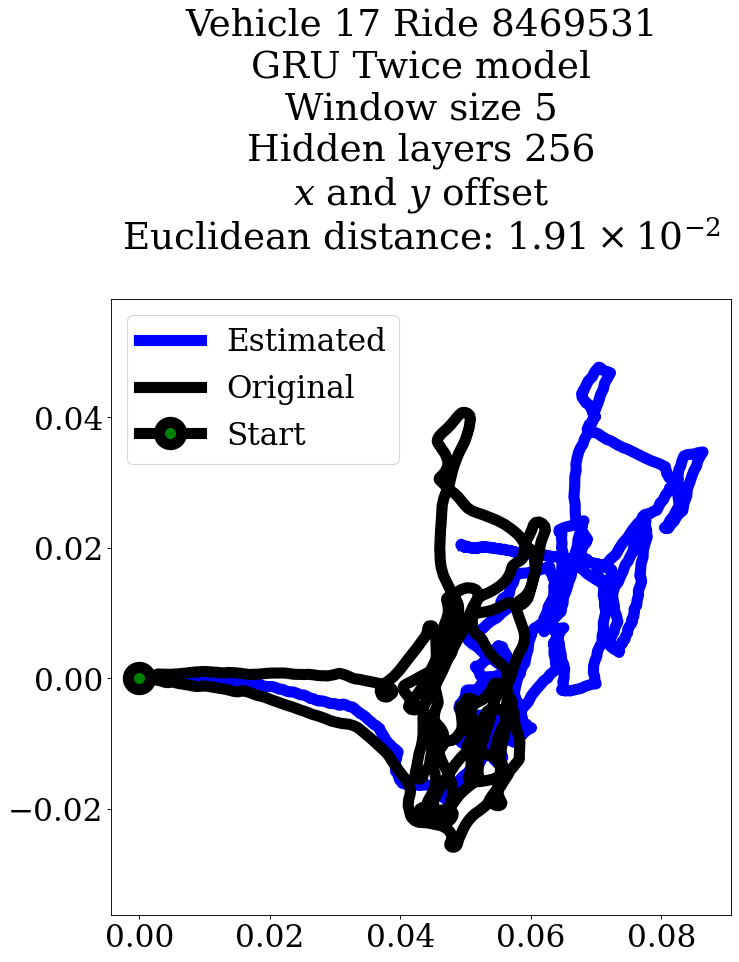 Vehicle 17 Ride 8469531
GRU Twice model
Window size 5
Hidden layers 256
x and y offset
Euclidean distance: 1.91 × 10⁻²
Estimated
Original
Start
0.04
0.02
0.00
−0.02
0.00 0.02 0.04 0.06 0.08